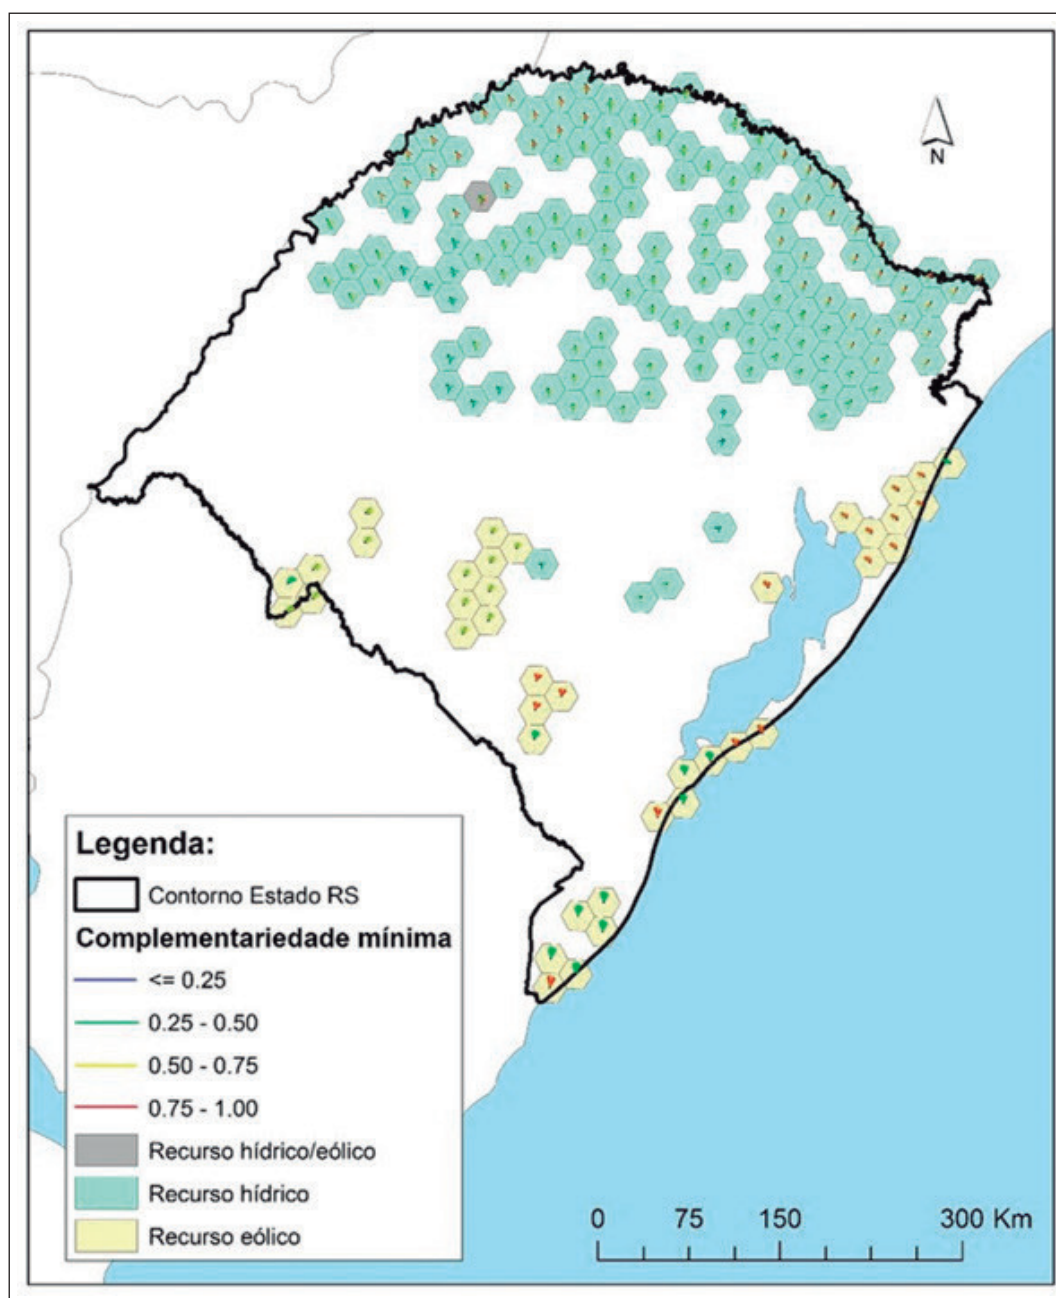 N
Legenda:
Contorno Estado RS
Complementariedade mínima
<= 0.25
0.25 - 0.50
0.50 - 0.75
0.75 - 1.00
Recurso hídrico/eólico
Recurso hídrico
Recurso eólico
0 75 150 300 Km